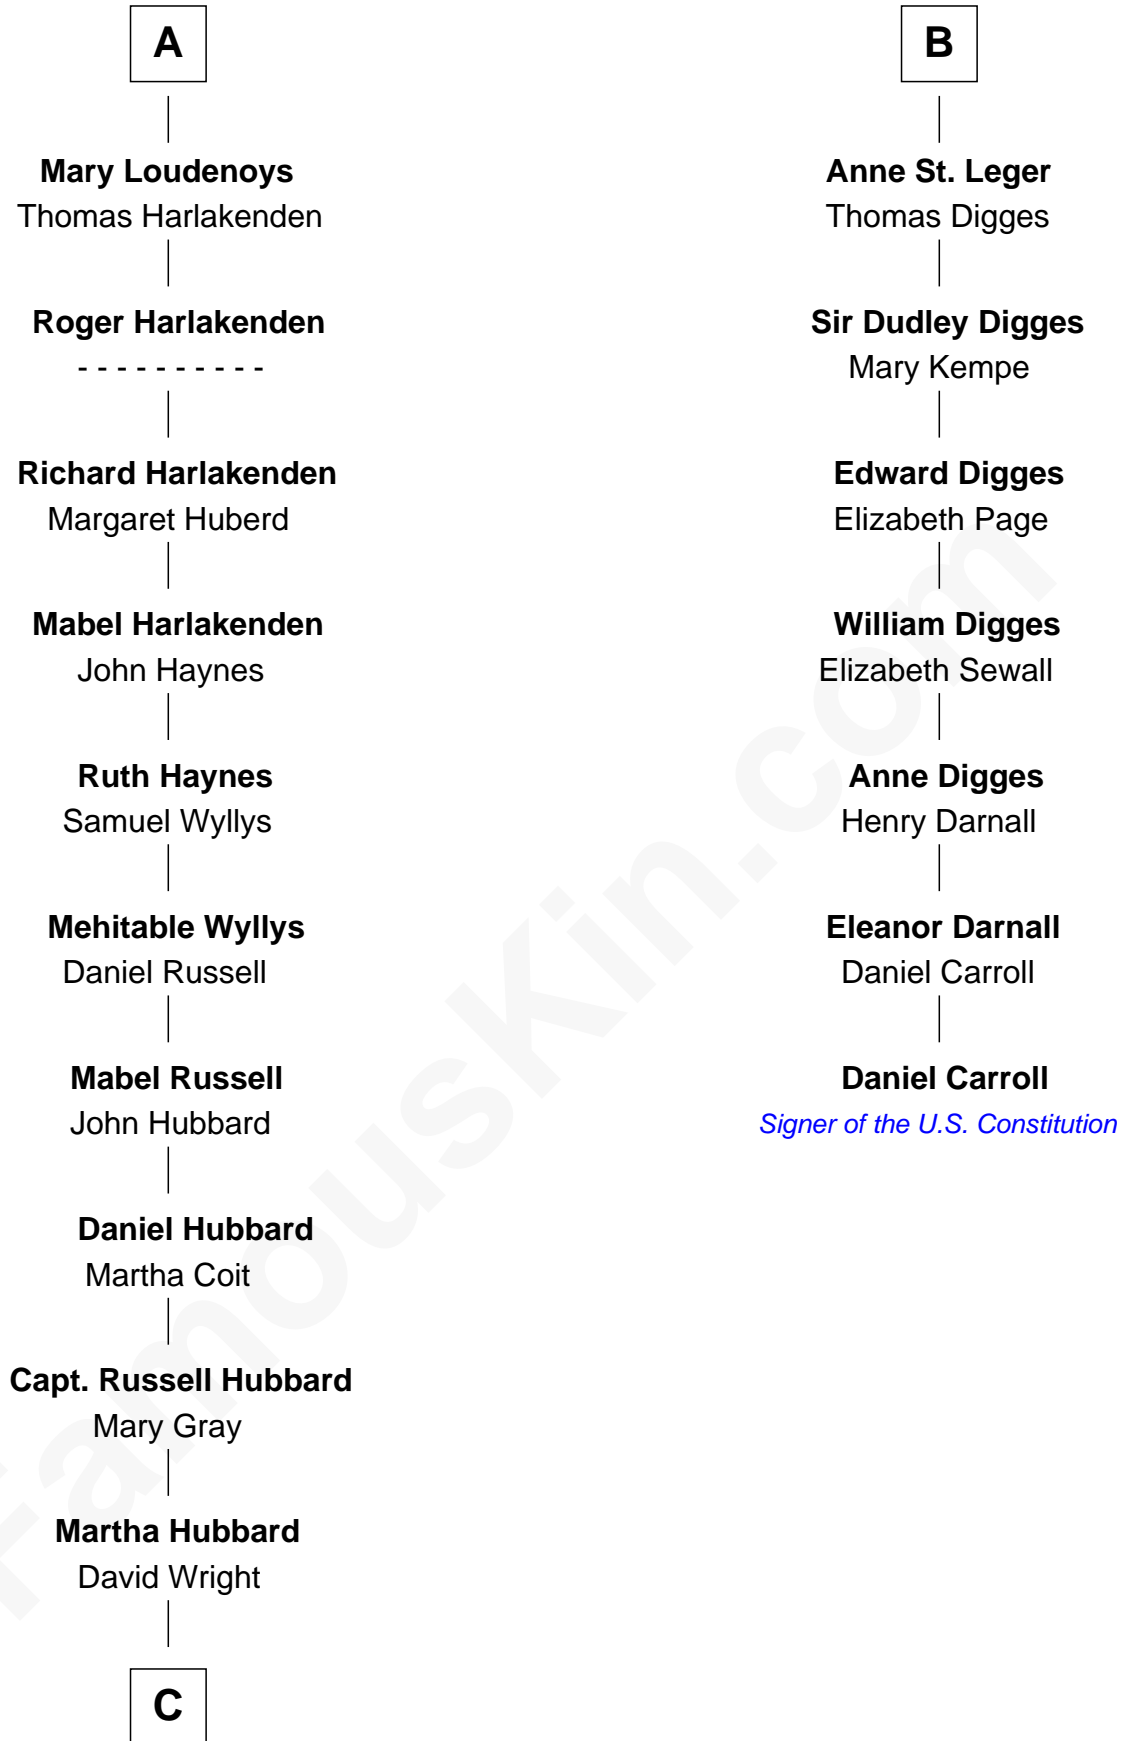 A
Mary Loudenoys
Thomas Harlakenden
Roger Harlakenden
- - - - - - - - - -
Richard Harlakenden
Margaret Huberd
Mabel Harlakenden
John Haynes
Ruth Haynes
Samuel Wyllys
Mehitable Wyllys
Daniel Russell
Mabel Russell
John Hubbard
Daniel Hubbard
Martha Coit
Capt. Russell Hubbard
Mary Gray
Martha Hubbard
David Wright
C
B
Anne St. Leger
Thomas Digges
Sir Dudley Digges
Mary Kempe
Edward Digges
Elizabeth Page
William Digges
Elizabeth Sewall
Anne Digges
Henry Darnall
Eleanor Darnall
Daniel Carroll
Daniel Carroll
Signer of the U.S. Constitution
FamousKin.com